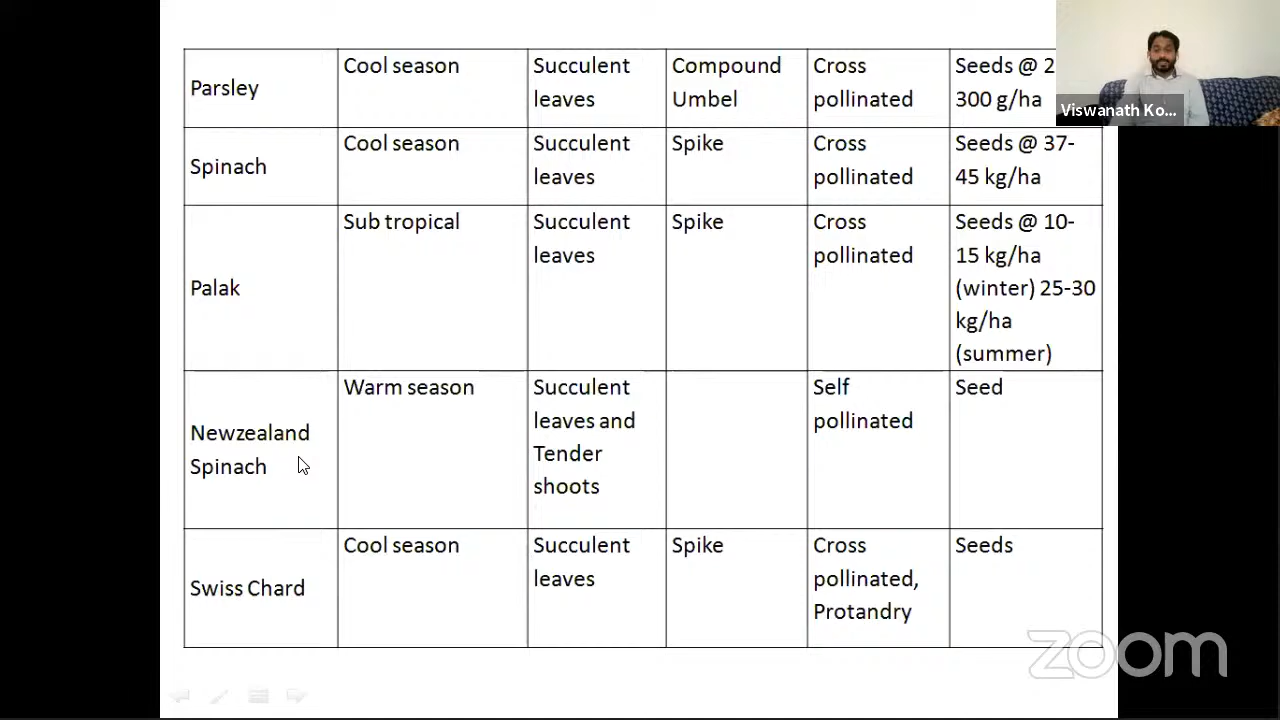 Parsley
Cool season
Succulent
leaves
Compound
Umbel
Cross
pollinated
Seeds @ 2
300 g/ha
Viswanath Ko...
Spinach
Cool season
Succulent
leaves
Spike
Cross
pollinated
Seeds @ 37-
45 kg/ha
Palak
Sub tropical
Succulent
leaves
Spike
Cross
pollinated
Seeds @ 10-
15 kg/ha
(winter) 25-30
kg/ha
(summer)
Newzealand
Spinach
Warm season
Succulent
leaves and
Tender
shoots
Self
pollinated
Seed
Swiss Chard
Cool season
Succulent
leaves
Spike
Cross
pollinated,
Protandry
Seeds
zoom